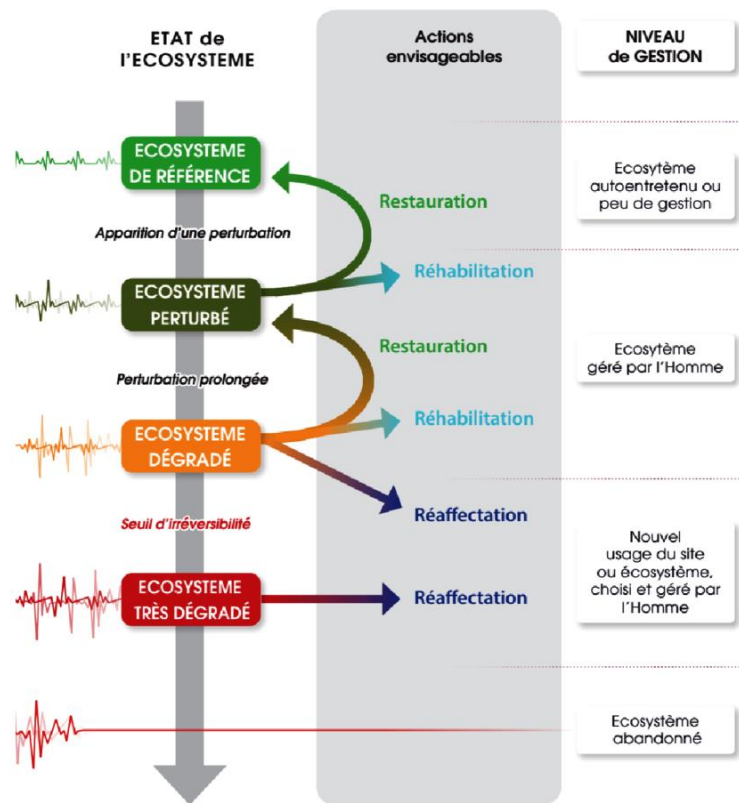 ETAT de
l'ECOSYSTEME
Actions
envisageables
NIVEAU
de GESTION
ECOSYSTEME
DE RÉFÉRENCE
Restauration
Ecosytème
autoentretenu ou
peu de gestion
Apparition d'une perturbation
Réhabilitation
ECOSYSTEME
PERTURBÉ
Restauration
Ecosytème
géré par l'Homme
Perturbation prolongée
Réhabilitation
ECOSYSTEME
DÉGRADÉ
Réaffectation
Seuil d'irréversibilité
Nouvel
usage du site
ou écosystème,
choisi et géré par
l'Homme
ECOSYSTEME
TRÈS DÉGRADÉ
Réaffectation
Ecosytème
abandonné